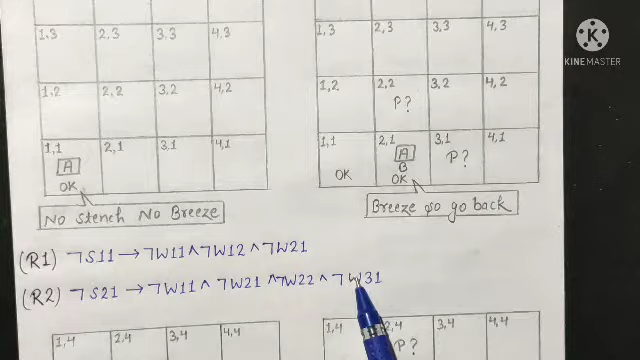 1,3 2,3 3,3 4,3
1,2 2,2 3,2 4,2
1,1 2,1 3,1 4,1
A
OK
No stench No Breeze
1,3 2,3 3,3 4,3
1,2 2,2 3,2 4,2
P?
1,1 2,1 3,1 4,1
A P?
B
OK OK
Breeze so go back
(R1) ¬S11 → ¬W11 ∧ ¬W12 ∧ ¬W21
(R2) ¬S21 → ¬W11 ∧ ¬W21 ∧ ¬W22 ∧ ¬W31
1,4 2,4 3,4 4,4
1,4 2,4 3,4 4,4
P?
K
KINEMASTER